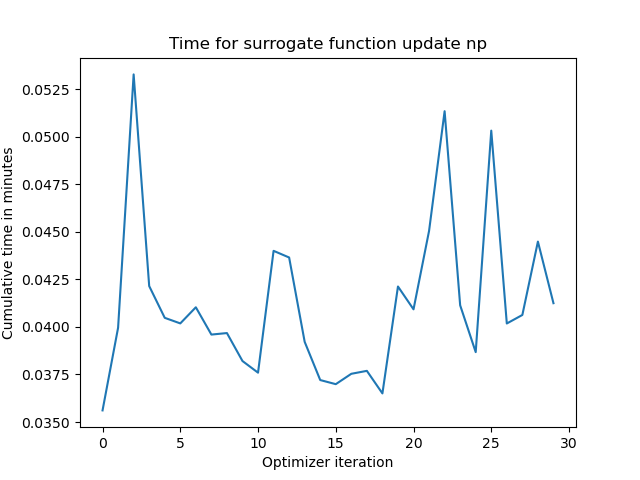 Time for surrogate function update np
Cumulative time in minutes
0.0525
0.0500
0.0475
0.0450
0.0425
0.0400
0.0375
0.0350
0 5 10 15 20 25 30
Optimizer iteration